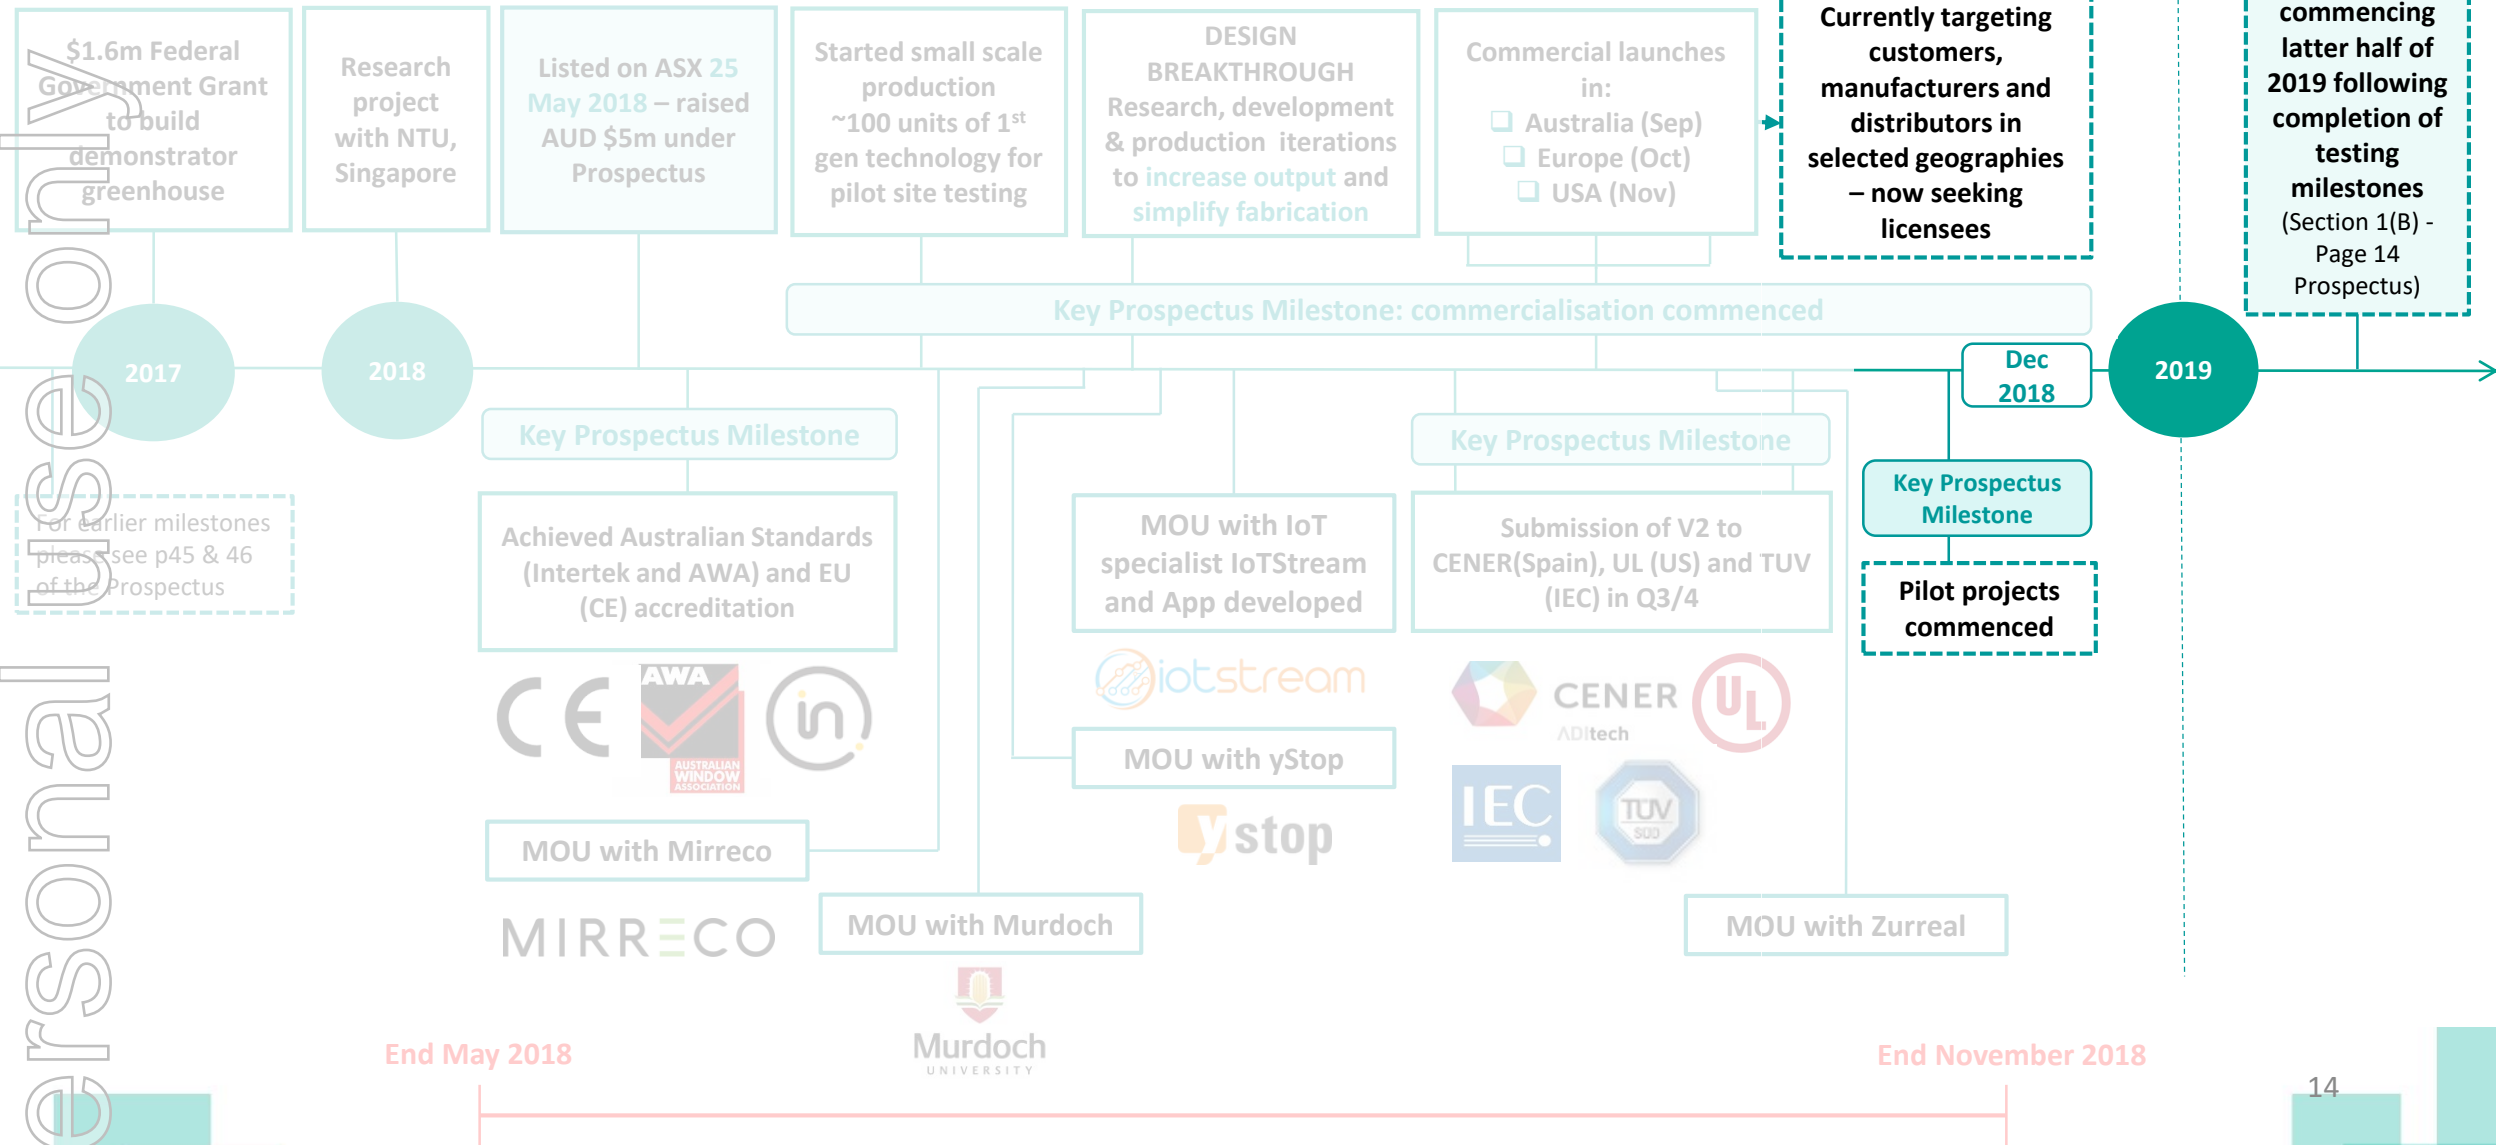 $1.6m Federal
Government Grant
to build
demonstrator
greenhouse
Research
project
with NTU,
Singapore
Listed on ASX 25
May 2018 – raised
AUD $5m under
Prospectus
Started small scale
production
~100 units of 1st
gen technology for
pilot site testing
DESIGN
BREAKTHROUGH
Research, development
& production iterations
to increase output and
simplify fabrication
Commercial launches
in:
❑ Australia (Sep)
❑ Europe (Oct)
❑ USA (Nov)
Currently targeting
customers,
manufacturers and
distributors in
selected geographies
– now seeking
licensees
commencing
latter half of
2019 following
completion of
testing
milestones
(Section 1(B) -
Page 14
Prospectus)
Key Prospectus Milestone: commercialisation commenced
2017
2018
Dec
2018
2019
Key Prospectus Milestone
Key Prospectus Milestone
Key Prospectus
Milestone
For earlier milestones
please see p45 & 46
of the Prospectus
Achieved Australian Standards
(Intertek and AWA) and EU
(CE) accreditation
MOU with IoT
specialist IoTStream
and App developed
Submission of V2 to
CENER(Spain), UL (US) and TUV
(IEC) in Q3/4
Pilot projects
commenced
CE
AWA
AUSTRALIAN
WINDOW
ASSOCIATION
in
iotstream
CENER
ADItech
UL
MOU with yStop
ystop
IEC
TUV
SUD
MOU with Mirreco
MIRRECO
MOU with Murdoch
Murdoch
UNIVERSITY
MOU with Zurreal
End May 2018
End November 2018
14
ersonal use only